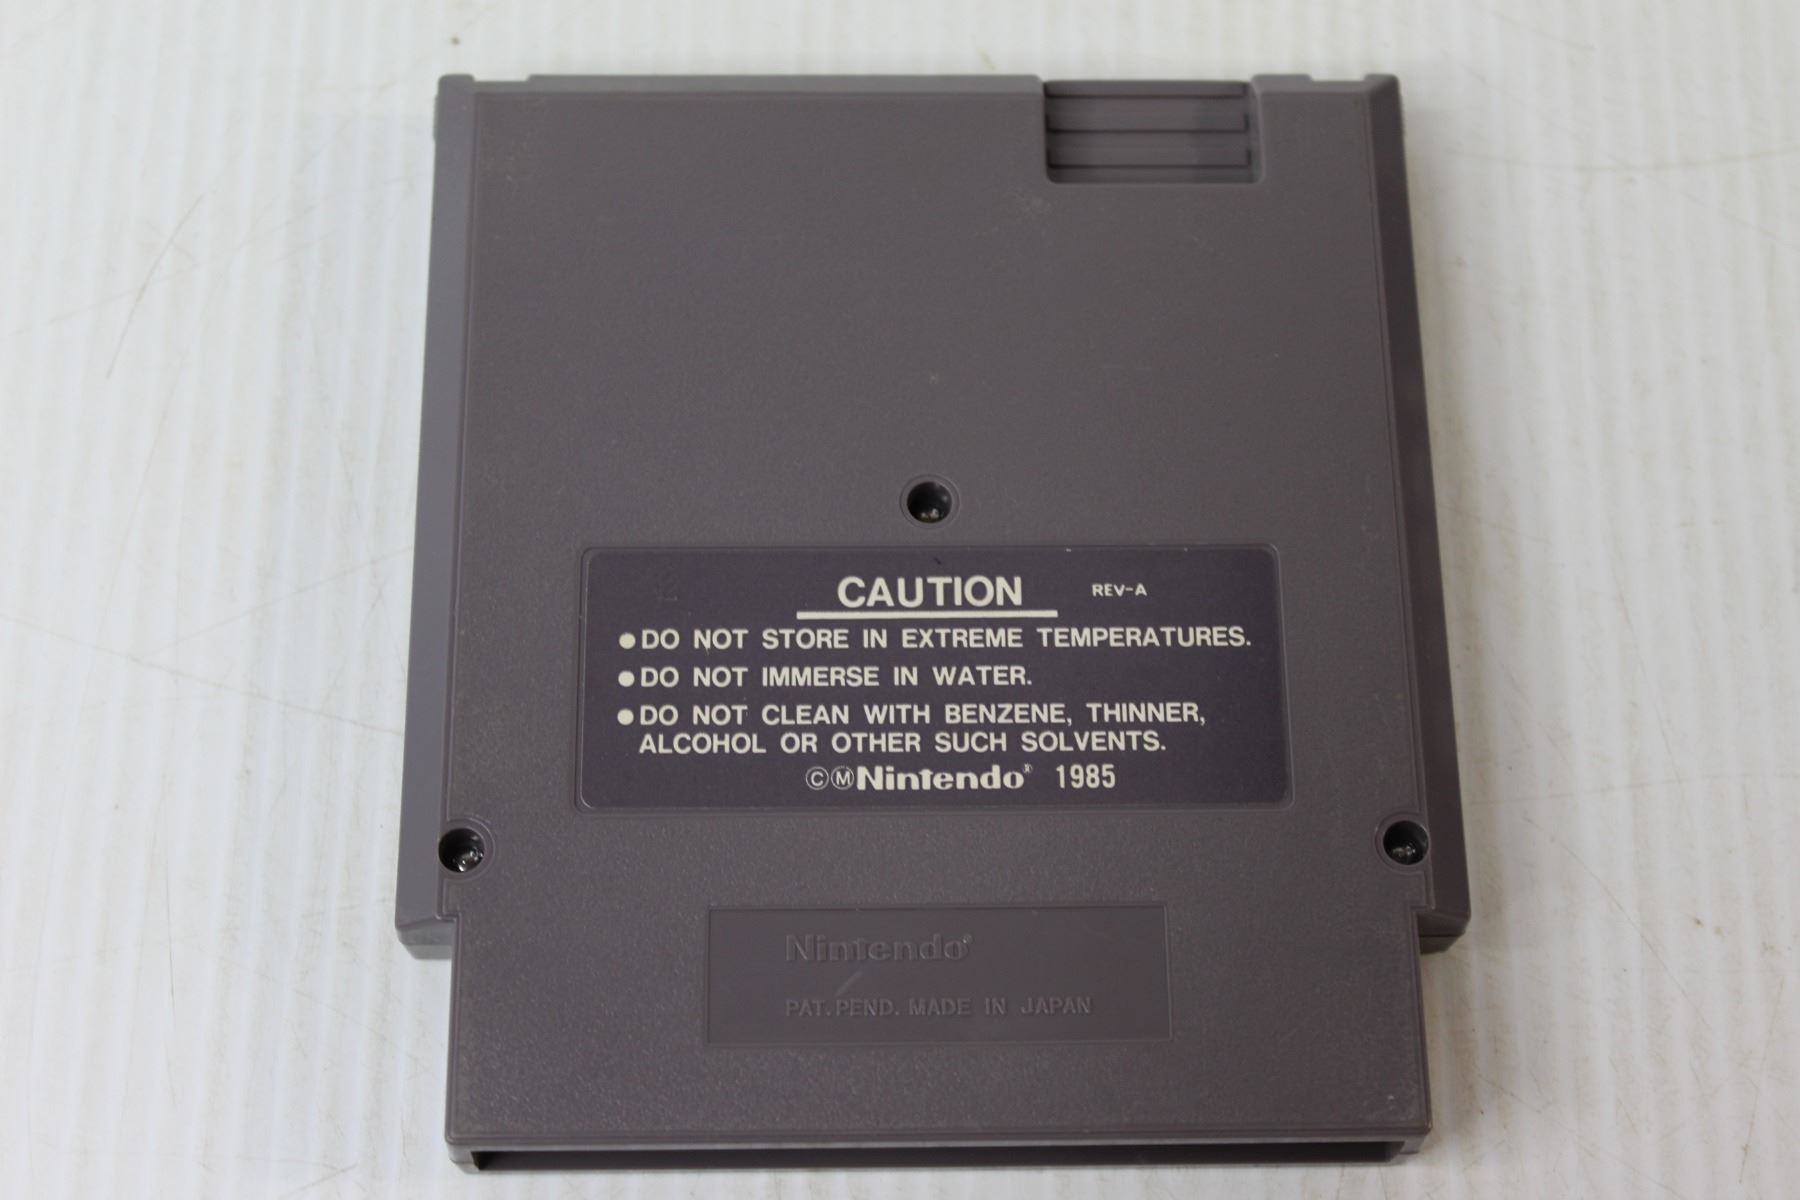 CAUTION REV-A
●DO NOT STORE IN EXTREME TEMPERATURES.
●DO NOT IMMERSE IN WATER.
●DO NOT CLEAN WITH BENZENE, THINNER,
ALCOHOL OR OTHER SUCH SOLVENTS.
©ⓂNintendo® 1985
Nintendo®
PAT.PEND. MADE IN JAPAN